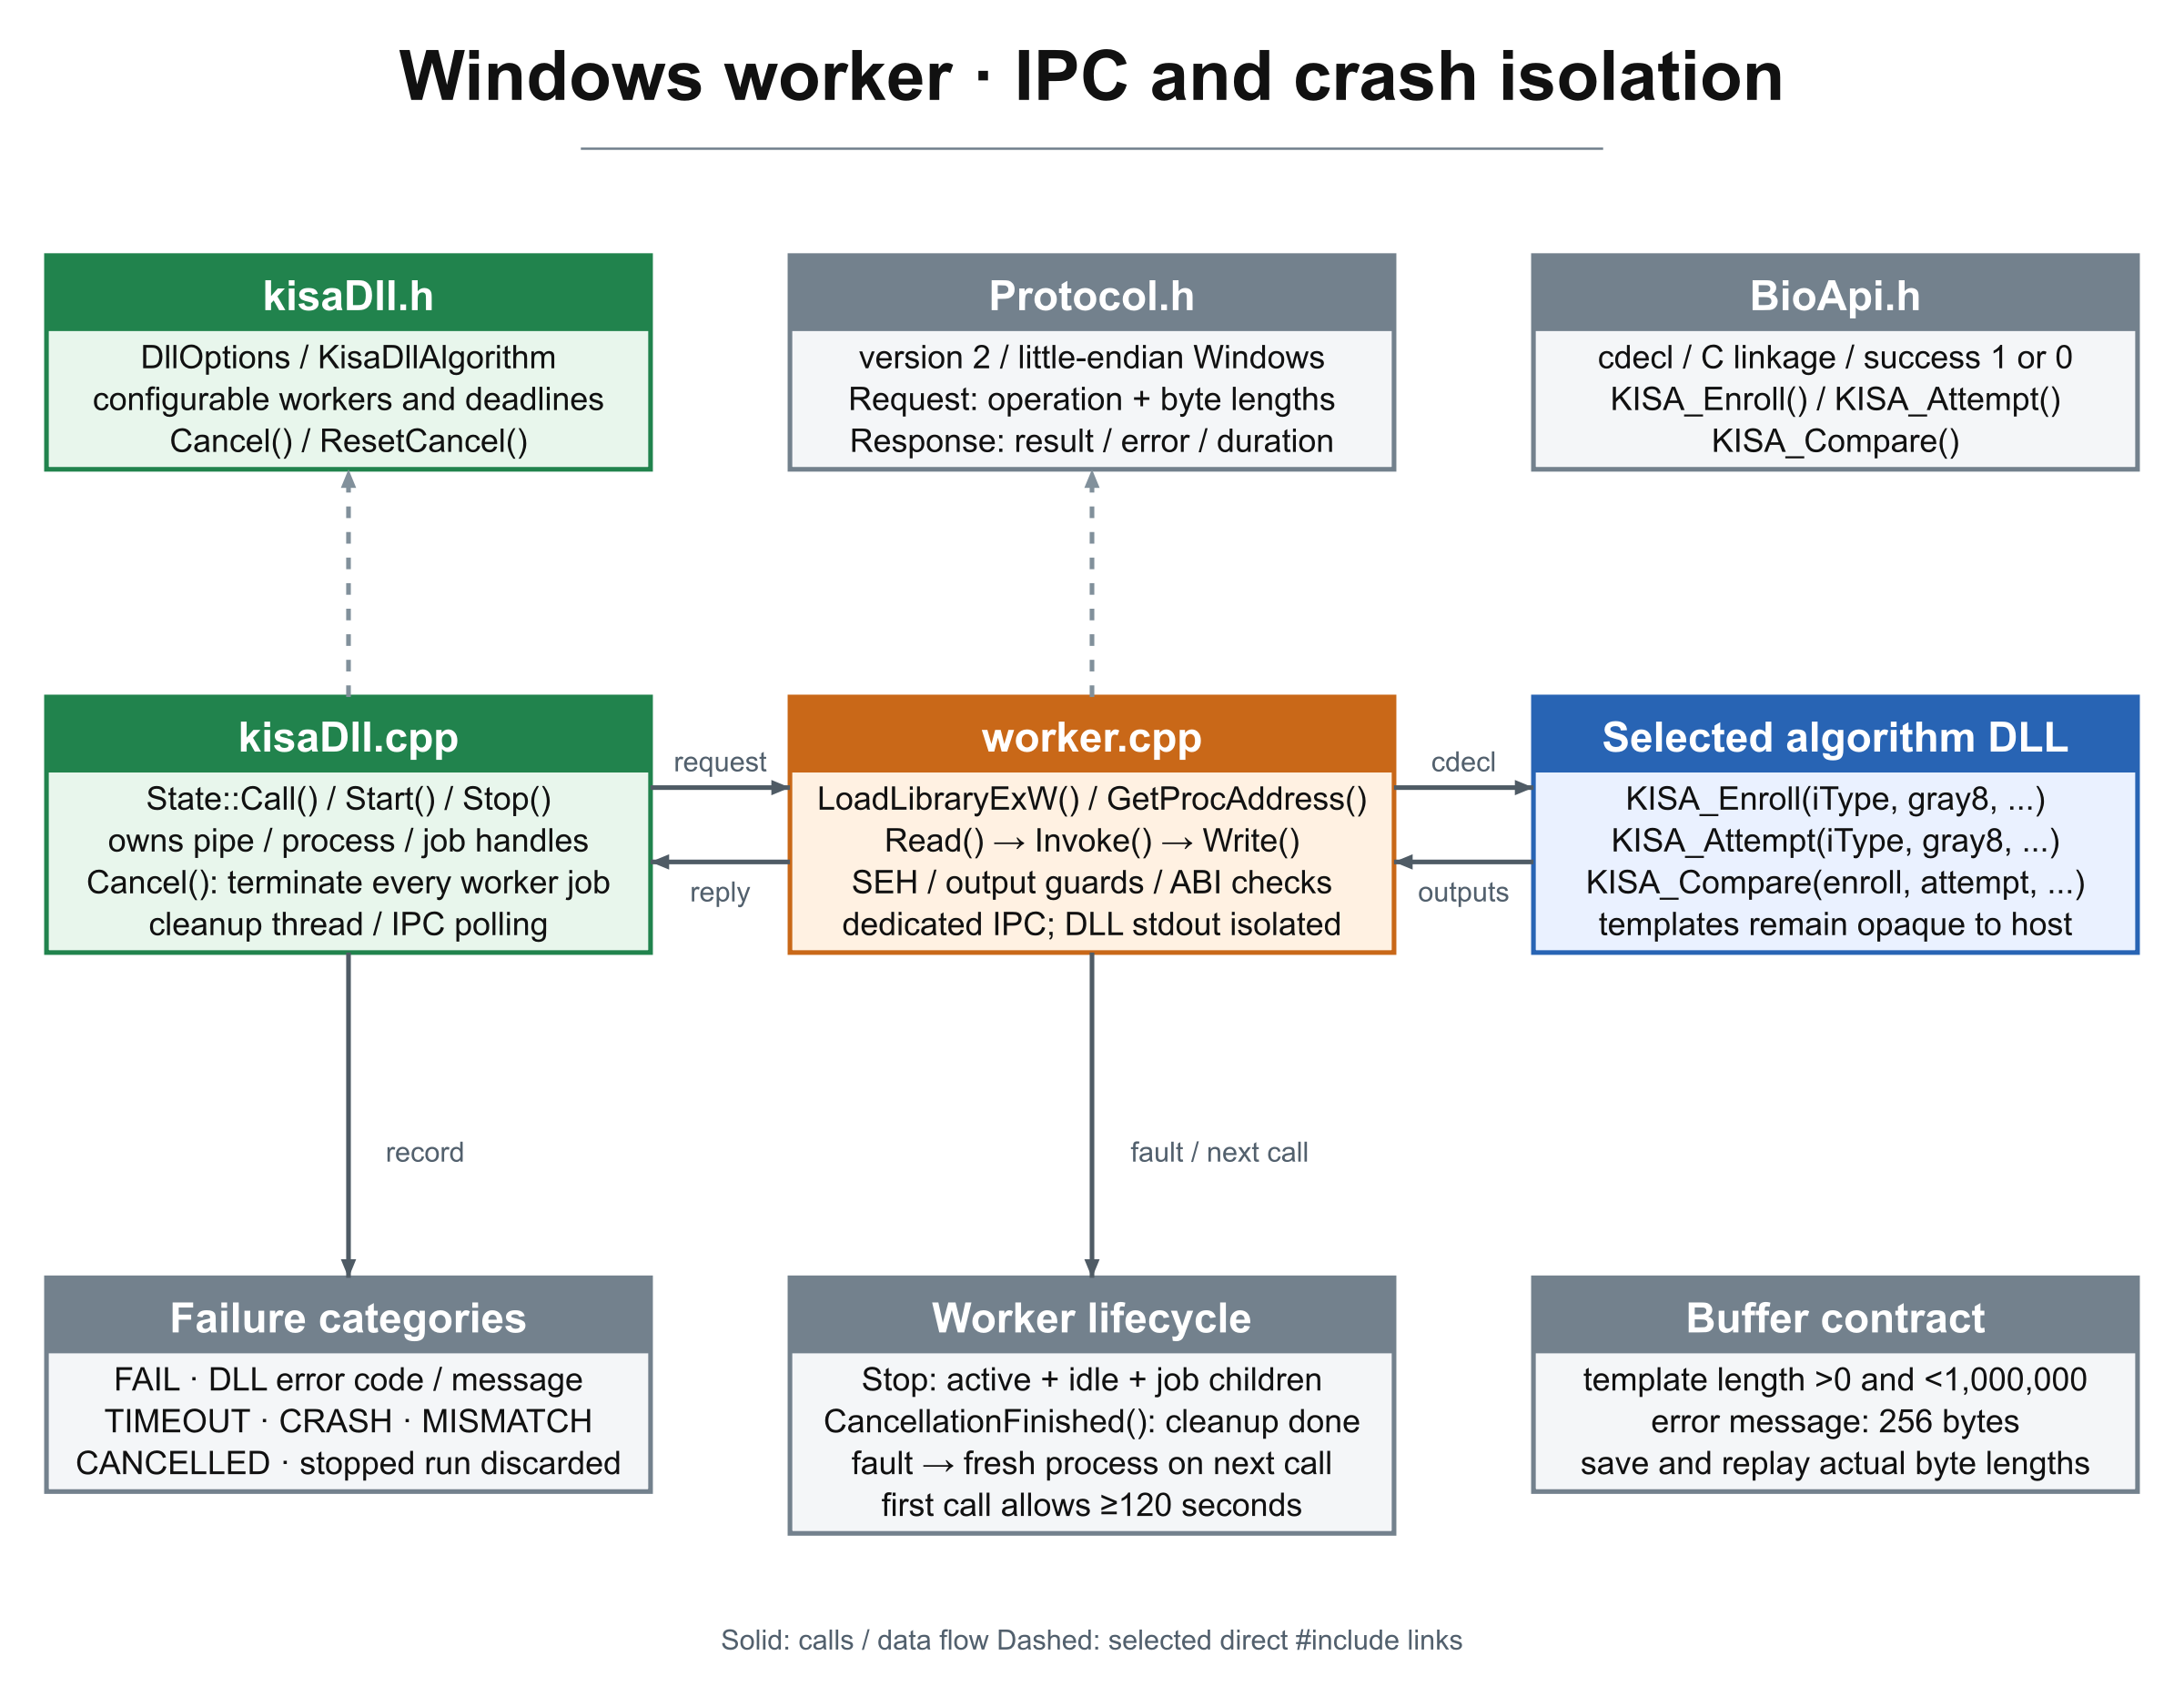 Windows worker · IPC and crash isolation
kisaDll.h
DllOptions / KisaDllAlgorithm
configurable workers and deadlines
Cancel() / ResetCancel()
Protocol.h
version 2 / little-endian Windows
Request: operation + byte lengths
Response: result / error / duration
BioApi.h
cdecl / C linkage / success 1 or 0
KISA_Enroll() / KISA_Attempt()
KISA_Compare()
kisaDll.cpp
State::Call() / Start() / Stop()
owns pipe / process / job handles
Cancel(): terminate every worker job
cleanup thread / IPC polling
request
reply
worker.cpp
LoadLibraryExW() / GetProcAddress()
Read() → Invoke() → Write()
SEH / output guards / ABI checks
dedicated IPC; DLL stdout isolated
cdecl
outputs
Selected algorithm DLL
KISA_Enroll(iType, gray8, ...)
KISA_Attempt(iType, gray8, ...)
KISA_Compare(enroll, attempt, ...)
templates remain opaque to host
record
fault / next call
Failure categories
FAIL · DLL error code / message
TIMEOUT · CRASH · MISMATCH
CANCELLED · stopped run discarded
Worker lifecycle
Stop: active + idle + job children
CancellationFinished(): cleanup done
fault → fresh process on next call
first call allows ≥120 seconds
Buffer contract
template length >0 and <1,000,000
error message: 256 bytes
save and replay actual byte lengths
Solid: calls / data flow Dashed: selected direct #include links